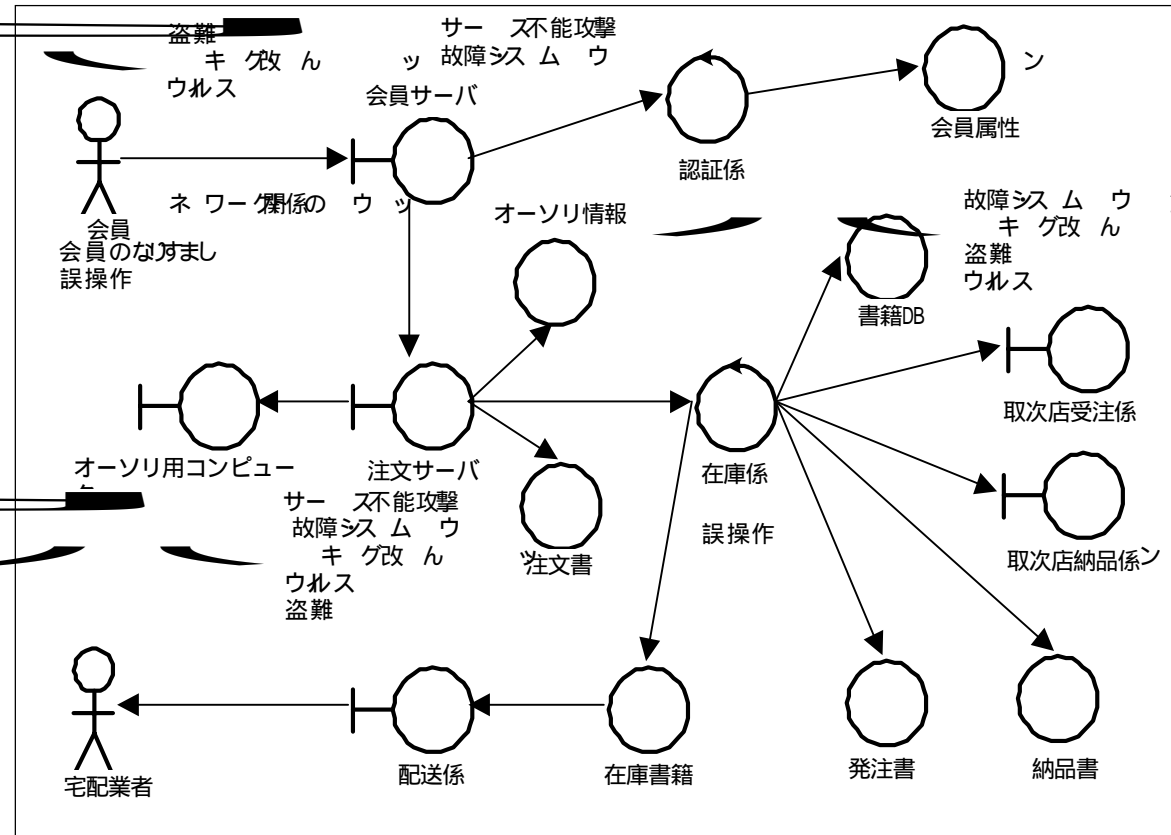 盗難
キ グ改 ん
ウルス
サー ス不能攻撃
ッ 故障シス ム ウ
会員サーバ
ン
会員属性
認証係
ネ ワーク関係の ウ ッ
会員
会員のなりすまし
誤操作
オーソリ情報
故障シス ム ウ
キ グ改 ん
盗難
ウルス
書籍DB
取次店受注係
オーソリ用コンピュー
注文サーバ
在庫係
サー ス不能攻撃
故障シス ム ウ
キ グ改 ん
ウルス
盗難
注文書
誤操作
取次店納品係ン
宅配業者
配送係
在庫書籍
発注書
納品書